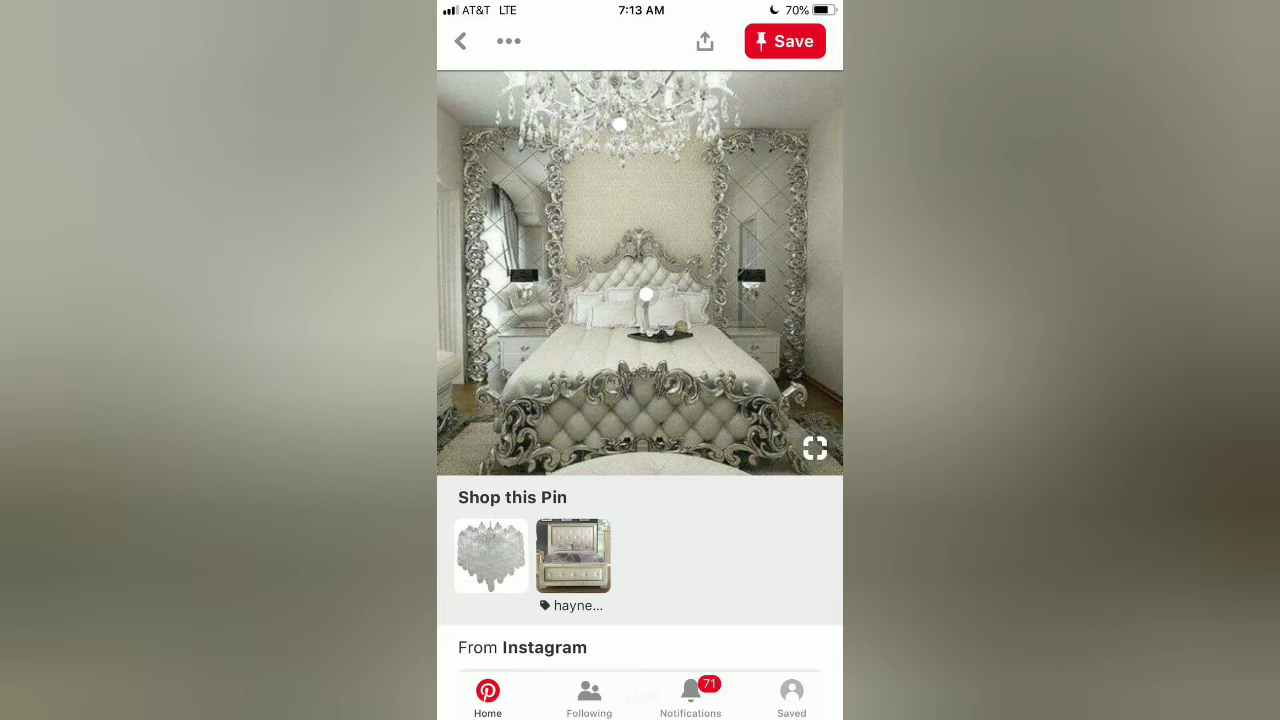 AT&T LTE 7:13 AM 70%
Save
Shop this Pin
hayne...
From Instagram
71
Home Following Notifications Saved